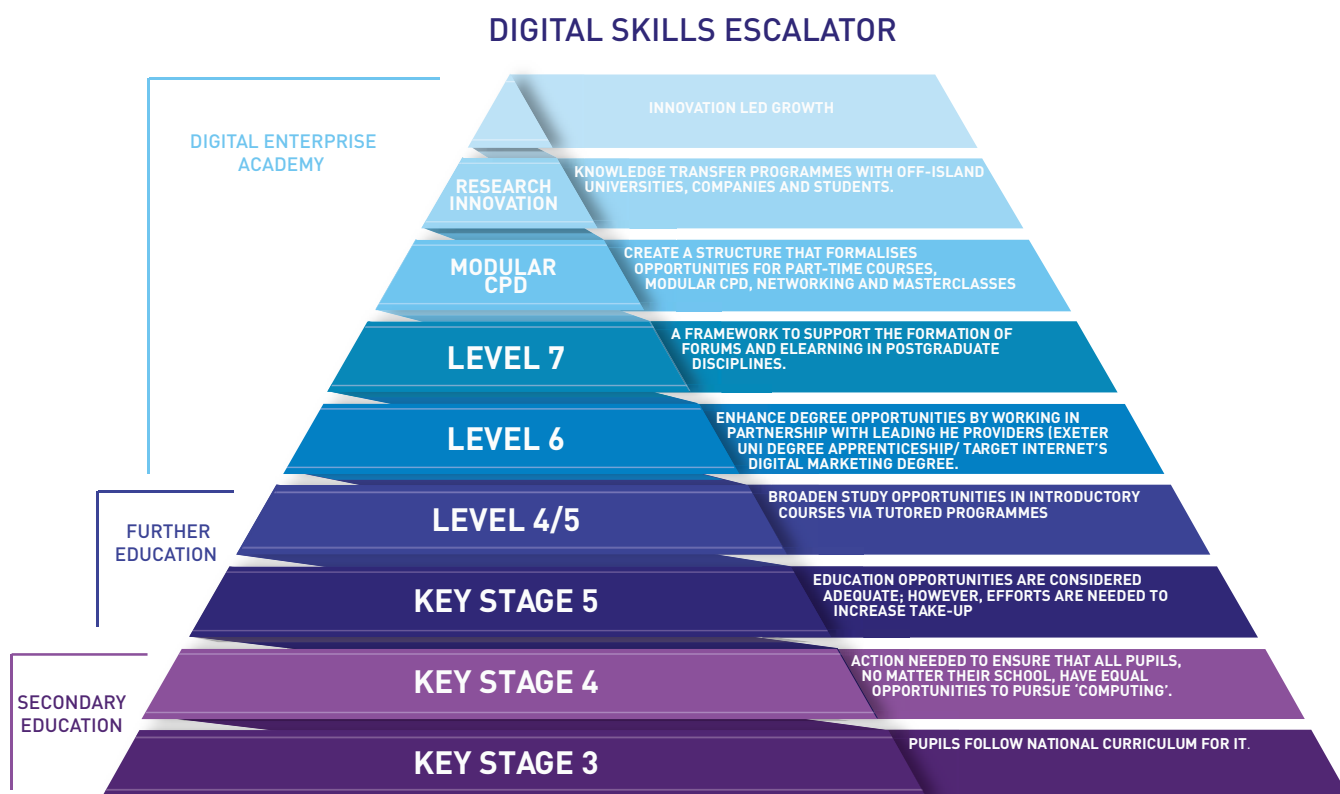 DIGITAL SKILLS ESCALATOR
DIGITAL ENTERPRISE
ACADEMY
INNOVATION LED GROWTH
RESEARCH
INNOVATION
KNOWLEDGE TRANSFER PROGRAMMES WITH OFF-ISLAND
UNIVERSITIES, COMPANIES AND STUDENTS.
MODULAR
CPD
CREATE A STRUCTURE THAT FORMALISES
OPPORTUNITIES FOR PART-TIME COURSES,
MODULAR CPD, NETWORKING AND MASTERCLASSES
LEVEL 7
A FRAMEWORK TO SUPPORT THE FORMATION OF
FORUMS AND ELEARNING IN POSTGRADUATE
DISCIPLINES.
LEVEL 6
ENHANCE DEGREE OPPORTUNITIES BY WORKING IN
PARTNERSHIP WITH LEADING HE PROVIDERS (EXETER
UNI DEGREE APPRENTICESHIP/ TARGET INTERNET'S
DIGITAL MARKETING DEGREE.
FURTHER
EDUCATION
LEVEL 4/5
BROADEN STUDY OPPORTUNITIES IN INTRODUCTORY
COURSES VIA TUTORED PROGRAMMES
KEY STAGE 5
EDUCATION OPPORTUNITIES ARE CONSIDERED
ADEQUATE; HOWEVER, EFFORTS ARE NEEDED TO
INCREASE TAKE-UP
SECONDARY
EDUCATION
KEY STAGE 4
ACTION NEEDED TO ENSURE THAT ALL PUPILS,
NO MATTER THEIR SCHOOL, HAVE EQUAL
OPPORTUNITIES TO PURSUE ‘COMPUTING’.
KEY STAGE 3
PUPILS FOLLOW NATIONAL CURRICULUM FOR IT.